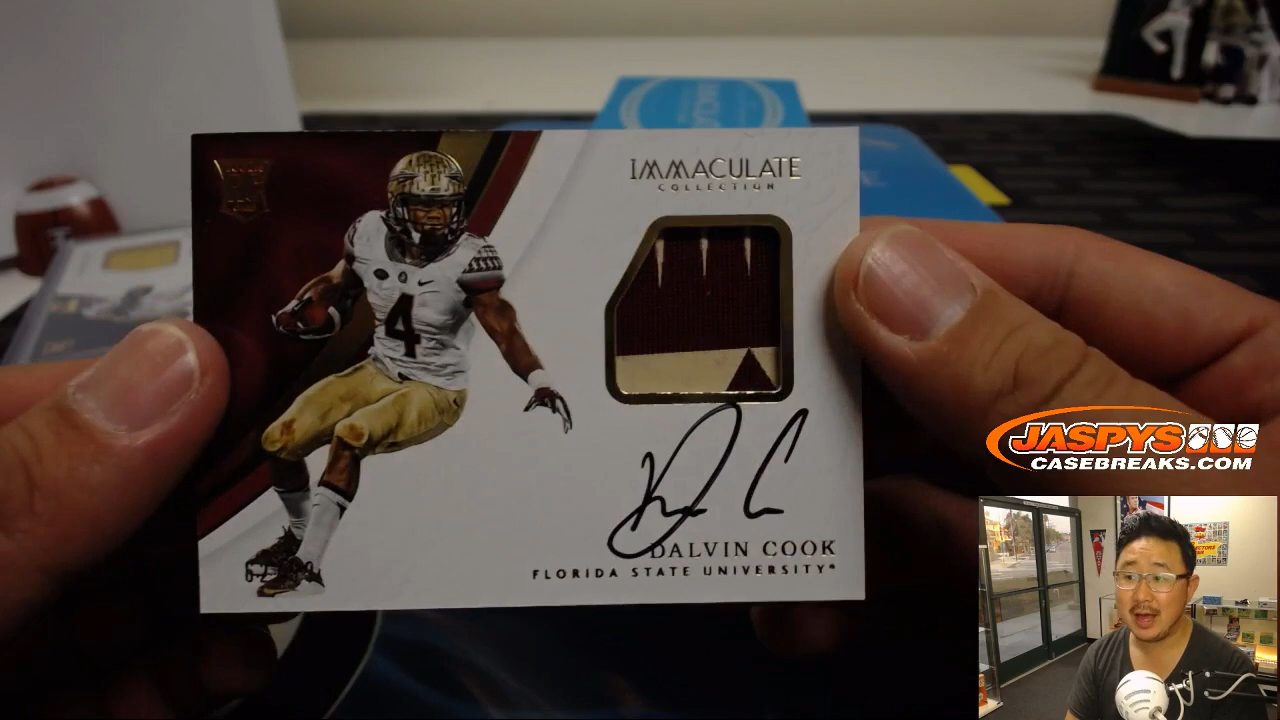 IMMACULATE
COLLECTION
4
DALVIN COOK
FLORIDA STATE UNIVERSITY®
JASPYS
CASEBREAKS.COM